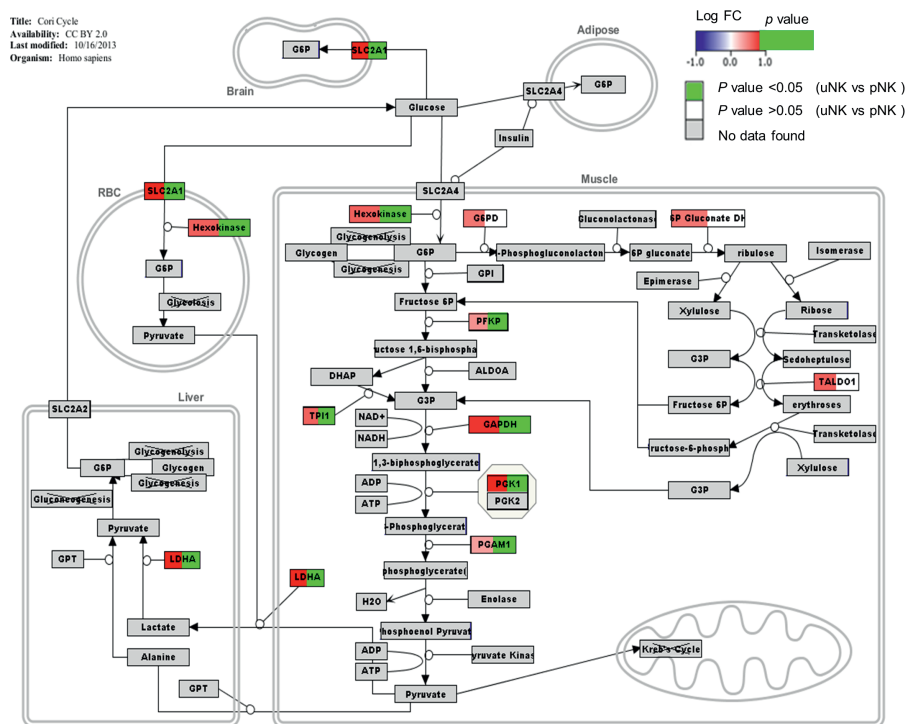 Title: Cori Cycle
Availability: CC BY 2.0
Last modified: 10/16/2013
Organism: Homo sapiens
Log FC p value
-1.0 0.0 1.0
P value <0.05 (uNK vs pNK )
P value >0.05 (uNK vs pNK )
No data found
Brain
G6P
SLC2A1
Adipose
SLC2A4
G6P
Glucose
Insulin
RBC
SLC2A1
Hexokinase
G6P
Glycolosis
Pyruvate
Muscle
SLC2A4
Hexokinase
G6PD
Gluconolactonas
6P Gluconate DH
Glycogenolysis
Glycogen
Glycogenesis
G6P
-Phosphogluconolacton
6P gluconate
ribulose
Isomerase
GPI
Epimerase
Fructose 6P
Xylulose
Ribose
PFKP
Transketolase
uctose 1,6-bisphospha
G3P
Sedoheptulose
DHAP
ALDOA
TALDO1
TPI1
G3P
Fructose 6P
erythroses
NAD+
NADH
GAPDH
Transketolase
ructose-6-phosph
1,3-biphosphoglycerate
Xylulose
ADP
ATP
PGK1
PGK2
G3P
-Phosphoglycerat
PGAM1
phosphoglycerate(
H2O
Enolase
hosphoenol Pyruvat
ADP
ATP
yruvate Kinas
Pyruvate
Kreb's Cycle
Liver
SLC2A2
G6P
Glycogenolysis
Glycogen
Glycogenesis
Gluconeogenesis
Pyruvate
GPT
LDHA
LDHA
Lactate
Alanine
GPT